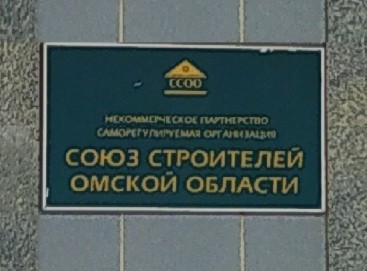 ССОО
НЕКОММЕРЧЕСКОЕ ПАРТНЕРСТВО
САМОРЕГУЛИРУЕМАЯ ОРГАНИЗАЦИЯ
СОЮЗ СТРОИТЕЛЕЙ
ОМСКОЙ ОБЛАСТИ